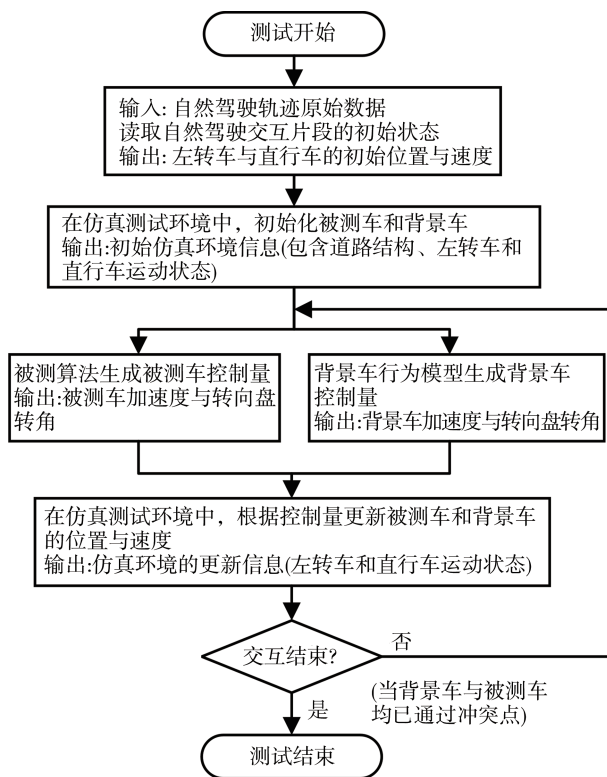 测试开始
输入: 自然驾驶轨迹原始数据
读取自然驾驶交互片段的初始状态
输出: 左转车与直行车的初始位置与速度
在仿真测试环境中，初始化被测车和背景车
输出:初始仿真环境信息(包含道路结构、左转车和
直行车运动状态)
被测算法生成被测车控制量
输出:被测车加速度与转向盘
转角
背景车行为模型生成背景车
控制量
输出:背景车加速度与转向盘转角
在仿真测试环境中，根据控制量更新被测车和背景车
的位置与速度
输出:仿真环境的更新信息(左转车和直行车运动状态)
交互结束?
否
(当背景车与被测车
均已通过冲突点)
是
测试结束